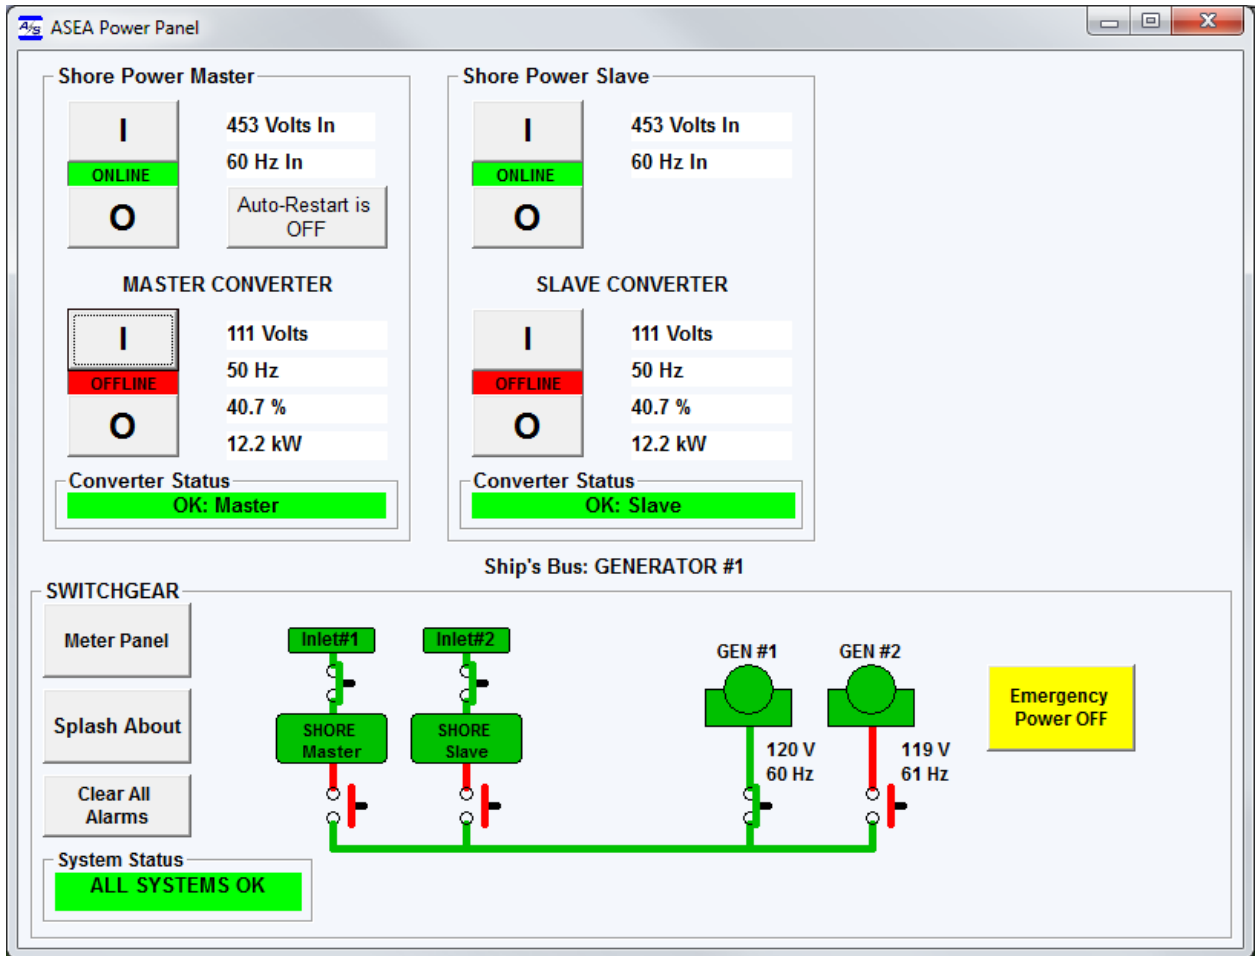 A/S ASEA Power Panel
Shore Power Master
I
ONLINE
O
453 Volts In
60 Hz In
Auto-Restart is
OFF
MASTER CONVERTER
I
OFFLINE
O
111 Volts
50 Hz
40.7 %
12.2 kW
Converter Status
OK: Master
Shore Power Slave
I
ONLINE
O
453 Volts In
60 Hz In
SLAVE CONVERTER
I
OFFLINE
O
111 Volts
50 Hz
40.7 %
12.2 kW
Converter Status
OK: Slave
Ship's Bus: GENERATOR #1
SWITCHGEAR
Meter Panel
Splash About
Clear All
Alarms
Inlet#1
Inlet#2
SHORE
Master
SHORE
Slave
GEN #1
GEN #2
120 V
60 Hz
119 V
61 Hz
Emergency
Power OFF
System Status
ALL SYSTEMS OK